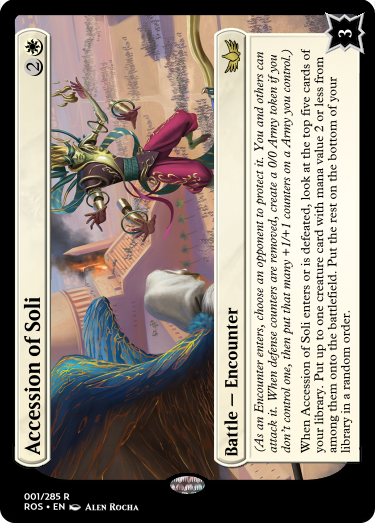 Accession of Soli
2
Battle — Encounter
(As an Encounter enters, choose an opponent to protect it. You and others can
attack it. When defense counters are removed, create a 0/0 Army token if you
don't control one, then put that many +1/+1 counters on a Army you control.)
When Accession of Soli enters or is defeated, look at the top five cards of
your library. Put up to one creature card with mana value 2 or less from
among them onto the battlefield. Put the rest on the bottom of your
library in a random order.
3
001/285 R
ROS • EN Alen Rocha